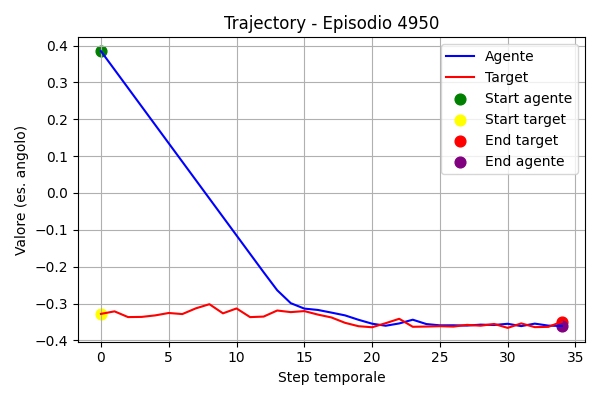 Trajectory - Episodio 4950
Valore (es. angolo)
0.4
0.3
0.2
0.1
0.0
−0.1
−0.2
−0.3
−0.4
0
5
10
15
20
25
30
35
Step temporale
Agente
Target
Start agente
Start target
End target
End agente